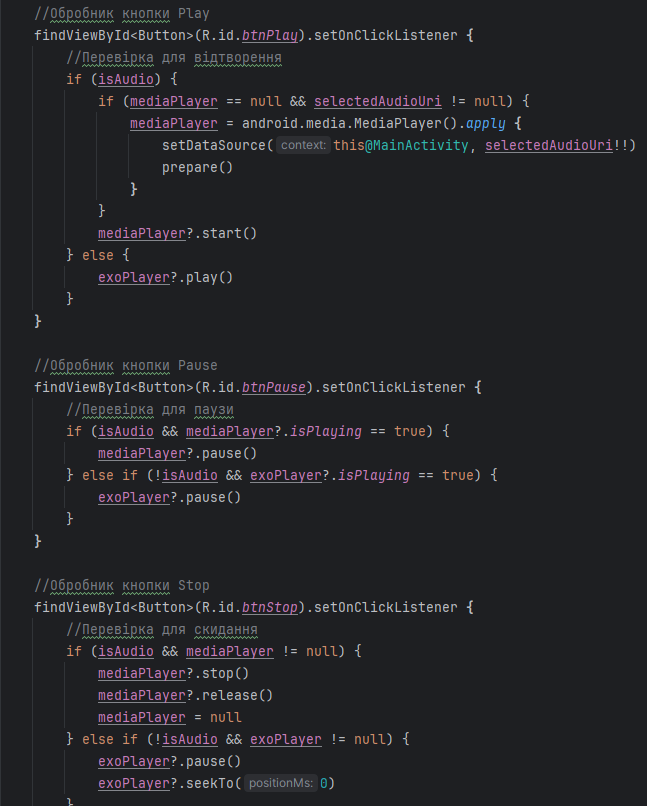 //Обробник кнопки Play
findViewById<Button>(R.id.btnPlay).setOnClickListener {
//Перевірка для відтворення
if (isAudio) {
if (mediaPlayer == null && selectedAudioUri != null) {
mediaPlayer = android.media.MediaPlayer().apply {
setDataSource( context: this@MainActivity, selectedAudioUri!!)
prepare()
}
}
mediaPlayer?.start()
} else {
exoPlayer?.play()
}
}
//Обробник кнопки Pause
findViewById<Button>(R.id.btnPause).setOnClickListener {
//Перевірка для паузи
if (isAudio && mediaPlayer?.isPlaying == true) {
mediaPlayer?.pause()
} else if (!isAudio && exoPlayer?.isPlaying == true) {
exoPlayer?.pause()
}
}
//Обробник кнопки Stop
findViewById<Button>(R.id.btnStop).setOnClickListener {
//Перевірка для скидання
if (isAudio && mediaPlayer != null) {
mediaPlayer?.stop()
mediaPlayer?.release()
mediaPlayer = null
} else if (!isAudio && exoPlayer != null) {
exoPlayer?.pause()
exoPlayer?.seekTo( positionMs: 0)
}